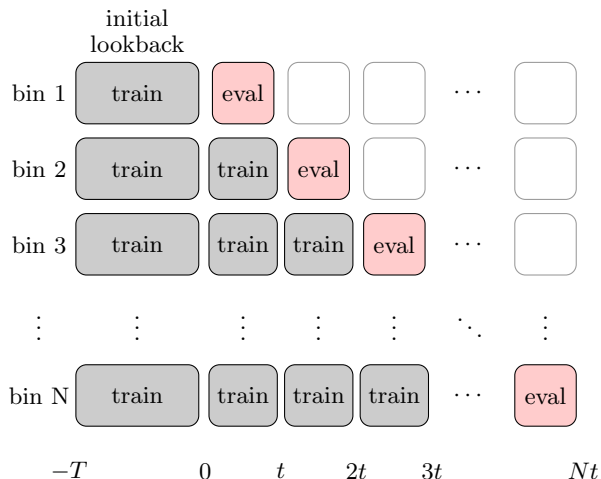 initial
lookback
bin 1 train eval ⋯
bin 2 train train eval ⋯
bin 3 train train train eval ⋯
⋮ ⋮ ⋮ ⋮ ⋮ ⋱ ⋮
bin N train train train train ⋯ eval
−T 0 t 2t 3t Nt